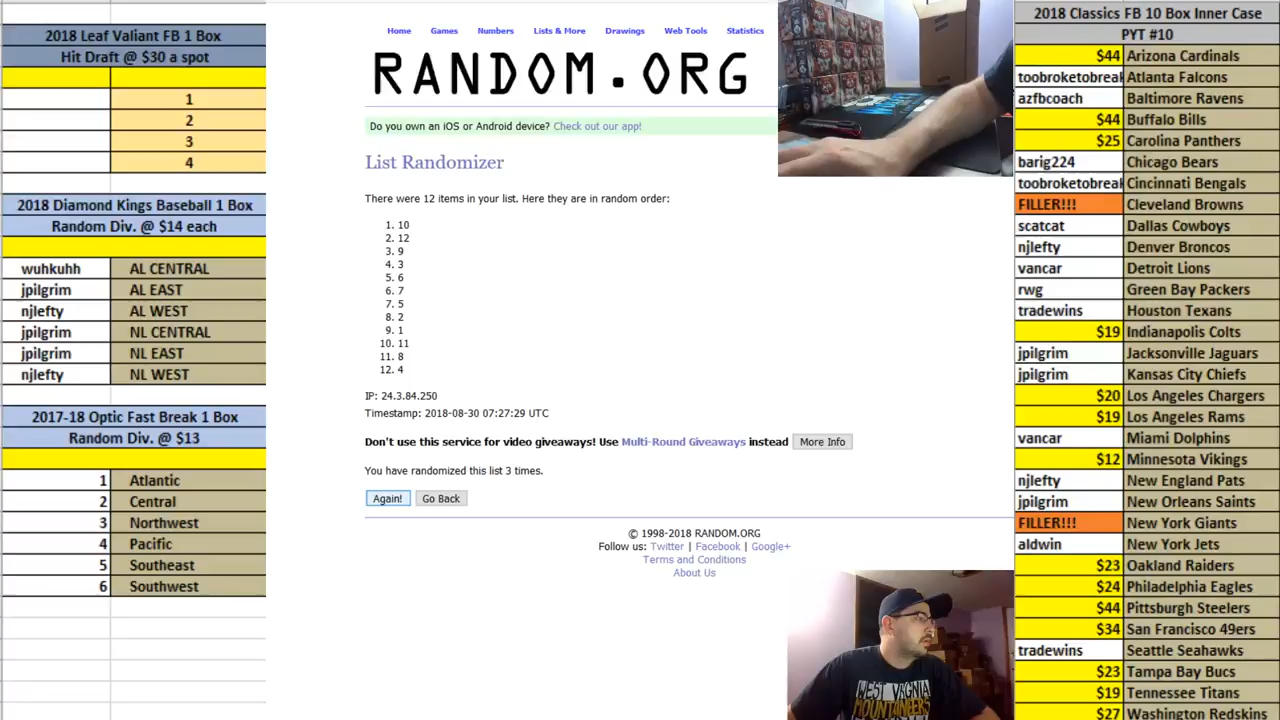 2018 Leaf Valiant FB 1 Box
Hit Draft @ $30 a spot
1
2
3
4
2018 Diamond Kings Baseball 1 Box
Random Div. @ $14 each
wuhkuhh AL CENTRAL
jpilgrim AL EAST
njlefty AL WEST
jpilgrim NL CENTRAL
jpilgrim NL EAST
njlefty NL WEST
2017-18 Optic Fast Break 1 Box
Random Div. @ $13
1 Atlantic
2 Central
3 Northwest
4 Pacific
5 Southeast
6 Southwest
Home Games Numbers Lists & More Drawings Web Tools Statistics
RANDOM.ORG
Do you own an iOS or Android device? Check out our app!
List Randomizer
There were 12 items in your list. Here they are in random order:
1. 10
2. 12
3. 9
4. 3
5. 6
6. 7
7. 5
8. 2
9. 1
10. 11
11. 8
12. 4
IP: 24.3.84.250
Timestamp: 2018-08-30 07:27:29 UTC
Don't use this service for video giveaways! Use Multi-Round Giveaways instead More Info
You have randomized this list 3 times.
Again! Go Back
© 1998-2018 RANDOM.ORG
Follow us: Twitter | Facebook | Google+
Terms and Conditions
About Us
WEST VIRGINIA
MOUNTAINEERS
2018 Classics FB 10 Box Inner Case
PYT #10
$44 Arizona Cardinals
toobroketobreak Atlanta Falcons
azfbcoach Baltimore Ravens
$44 Buffalo Bills
$25 Carolina Panthers
barig224 Chicago Bears
toobroketobreak Cincinnati Bengals
FILLER!!! Cleveland Browns
scatcat Dallas Cowboys
njlefty Denver Broncos
vancar Detroit Lions
rwg Green Bay Packers
tradewins Houston Texans
$19 Indianapolis Colts
jpilgrim Jacksonville Jaguars
jpilgrim Kansas City Chiefs
$20 Los Angeles Chargers
$19 Los Angeles Rams
vancar Miami Dolphins
$12 Minnesota Vikings
njlefty New England Pats
jpilgrim New Orleans Saints
FILLER!!! New York Giants
aldwin New York Jets
$23 Oakland Raiders
$24 Philadelphia Eagles
$44 Pittsburgh Steelers
$34 San Francisco 49ers
tradewins Seattle Seahawks
$23 Tampa Bay Bucs
$19 Tennessee Titans
$27 Washington Redskins